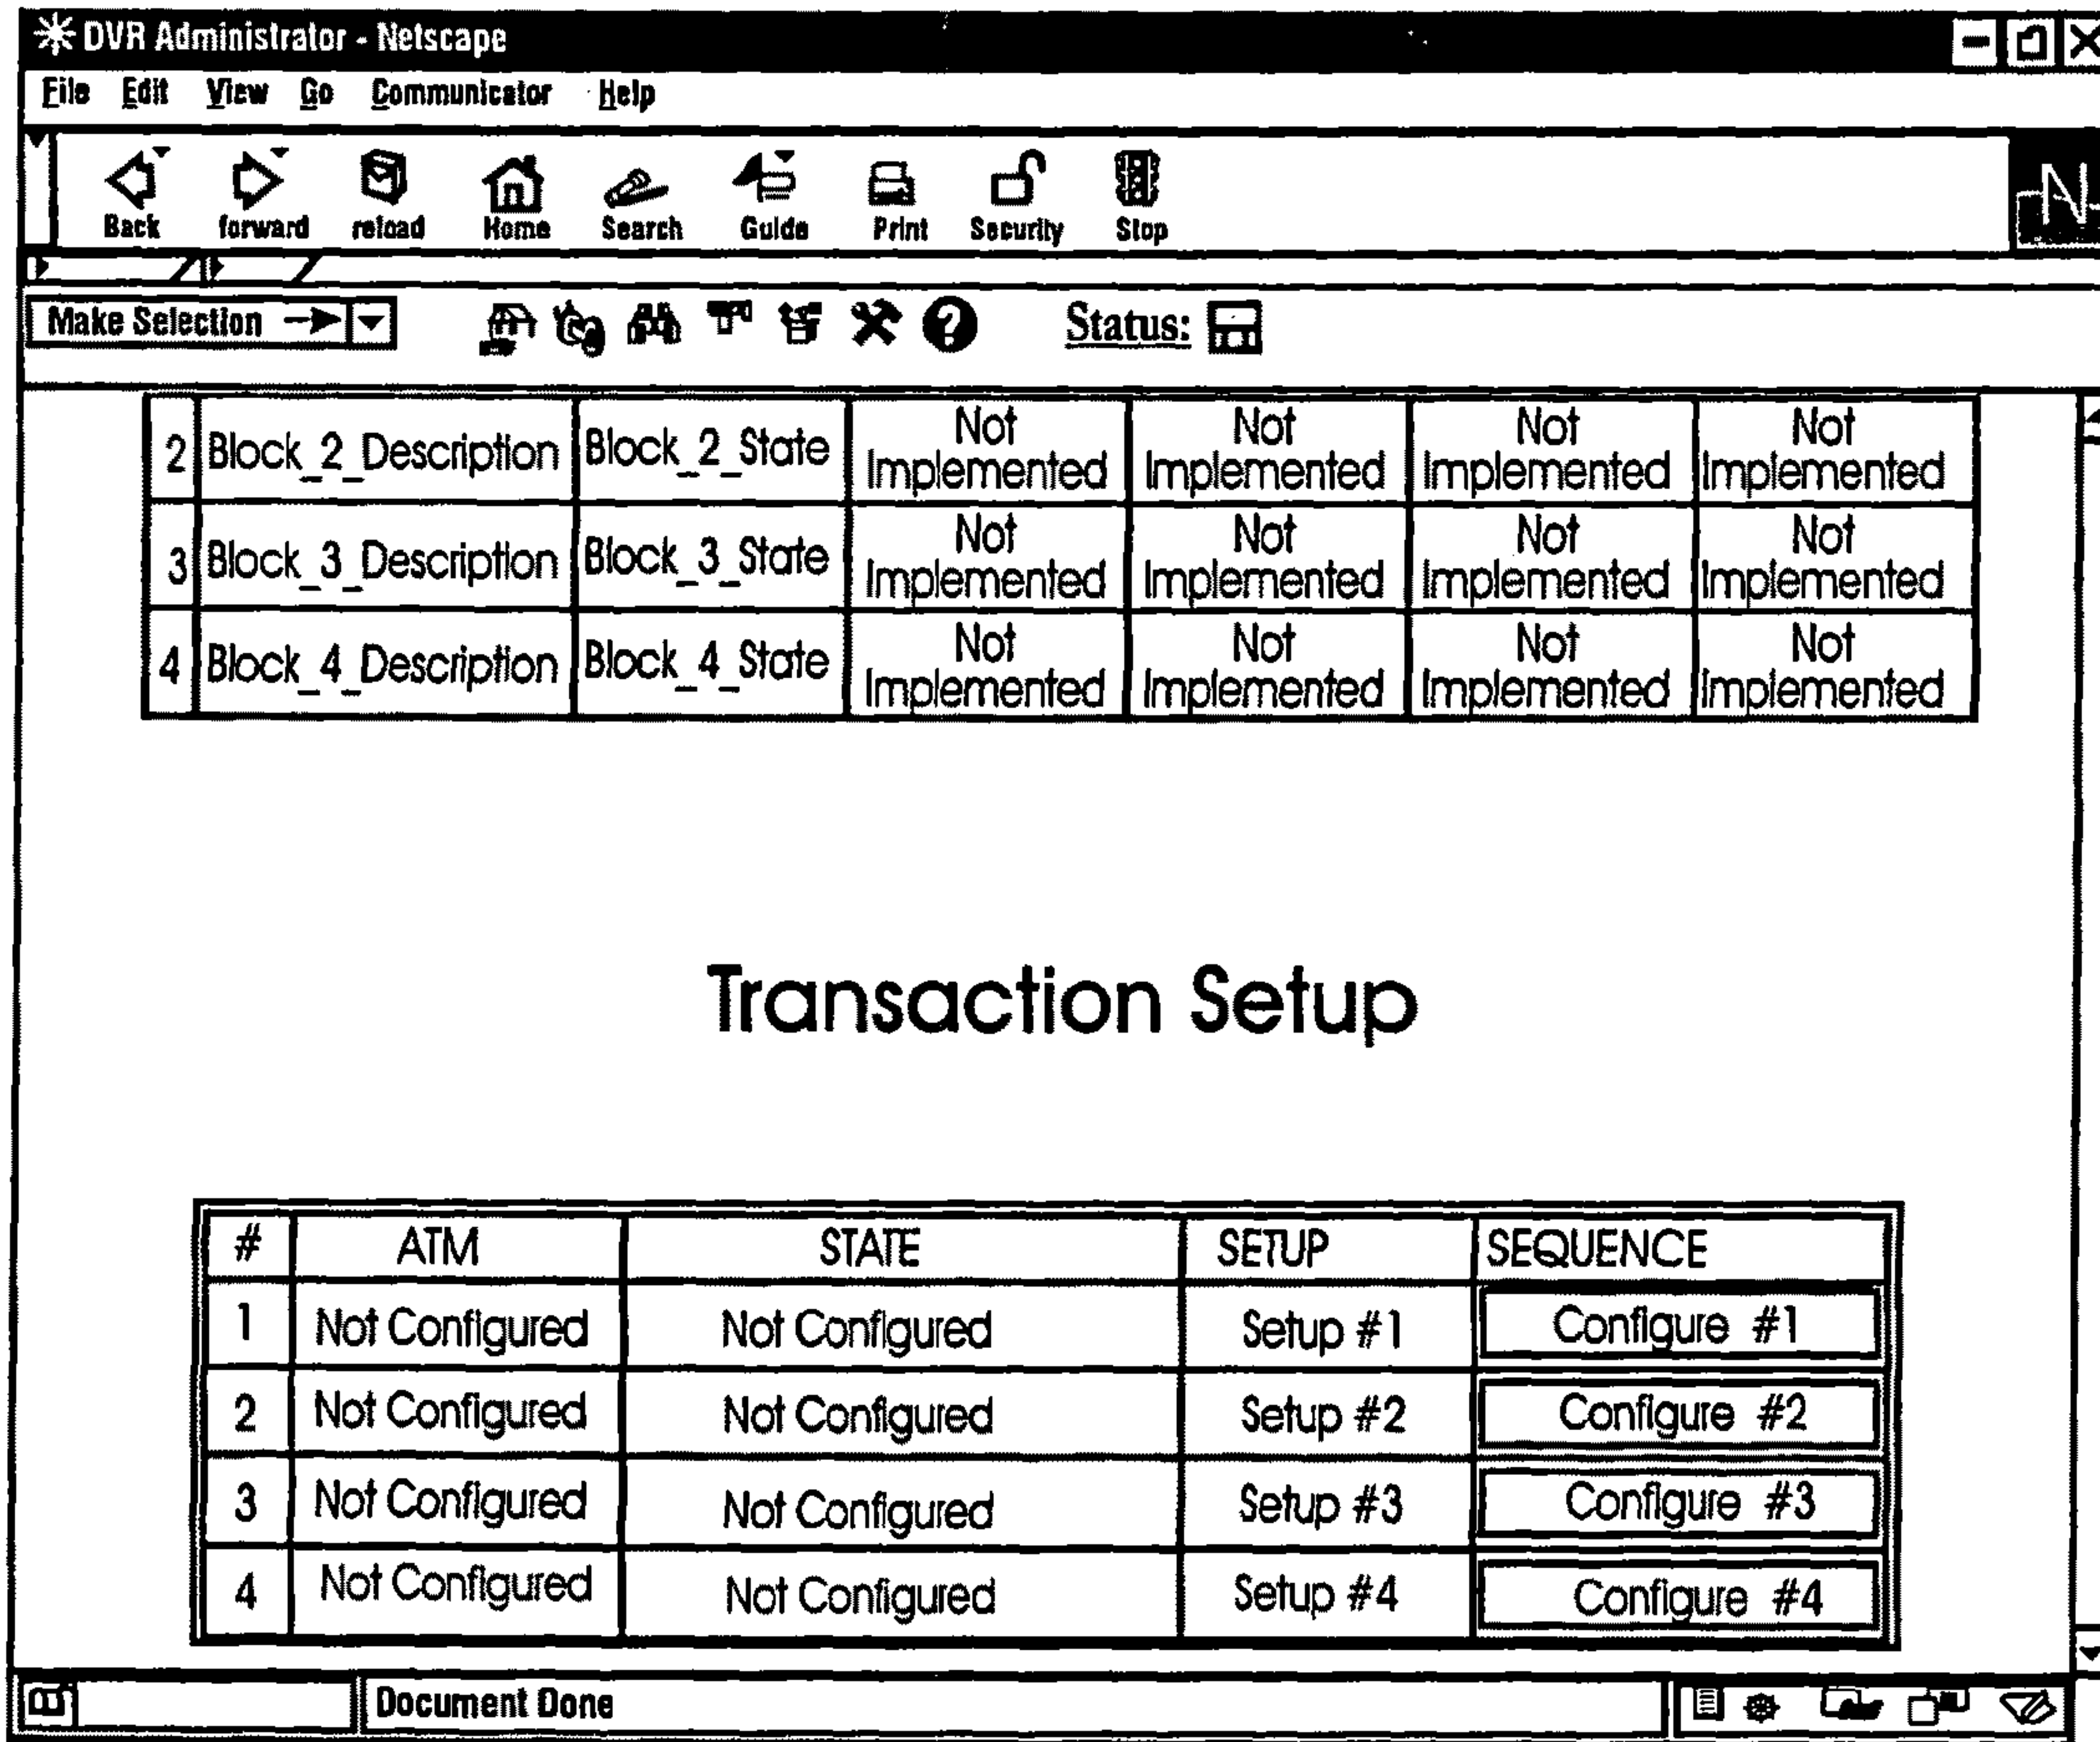 DVR Administrator - Netscape
File Edit View Go Communicator Help
Back forward reload Home Search Guide Print Security Stop
N
Make Selection Status:
2 Block_2_Description Block_2_State Not Implemented Not Implemented Not Implemented Not Implemented
3 Block_3_Description Block_3_State Not Implemented Not Implemented Not Implemented Not Implemented
4 Block_4_Description Block_4_State Not Implemented Not Implemented Not Implemented Not Implemented
Transaction Setup
# ATM STATE SETUP SEQUENCE
1 Not Configured Not Configured Setup #1 Configure #1
2 Not Configured Not Configured Setup #2 Configure #2
3 Not Configured Not Configured Setup #3 Configure #3
4 Not Configured Not Configured Setup #4 Configure #4
Document Done